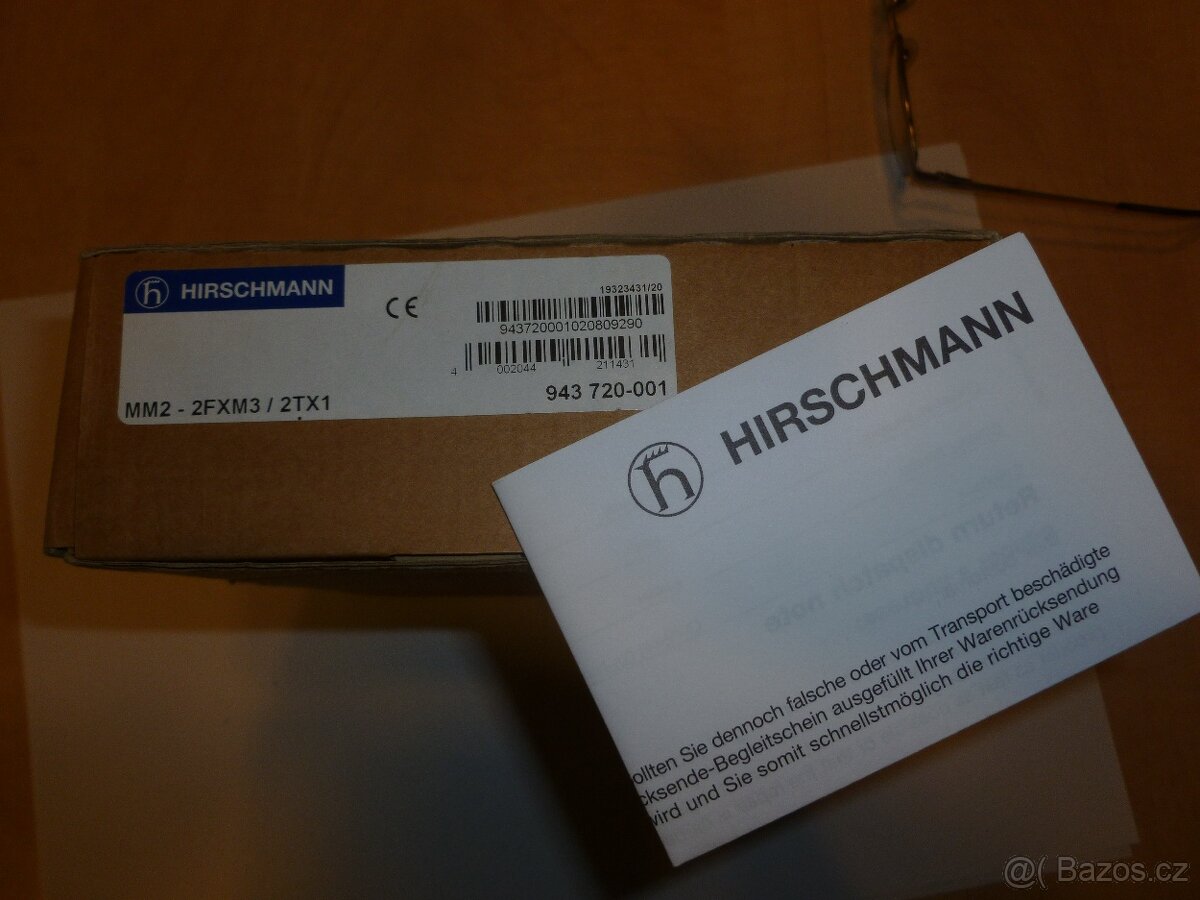 HIRSCHMANN
CE
19323431/20
943720001020809290
4 002044 211431
943 720-001
MM2 - 2FXM3 / 2TX1
HIRSCHMANN
ollten Sie dennoch falsche oder vom Transport beschädigte
cksende-Begleitschein ausgefüllt Ihrer Warenrücksendung
wird und Sie somit schnellstmöglich die richtige Ware
Return dispatch note
@( Bazos.cz